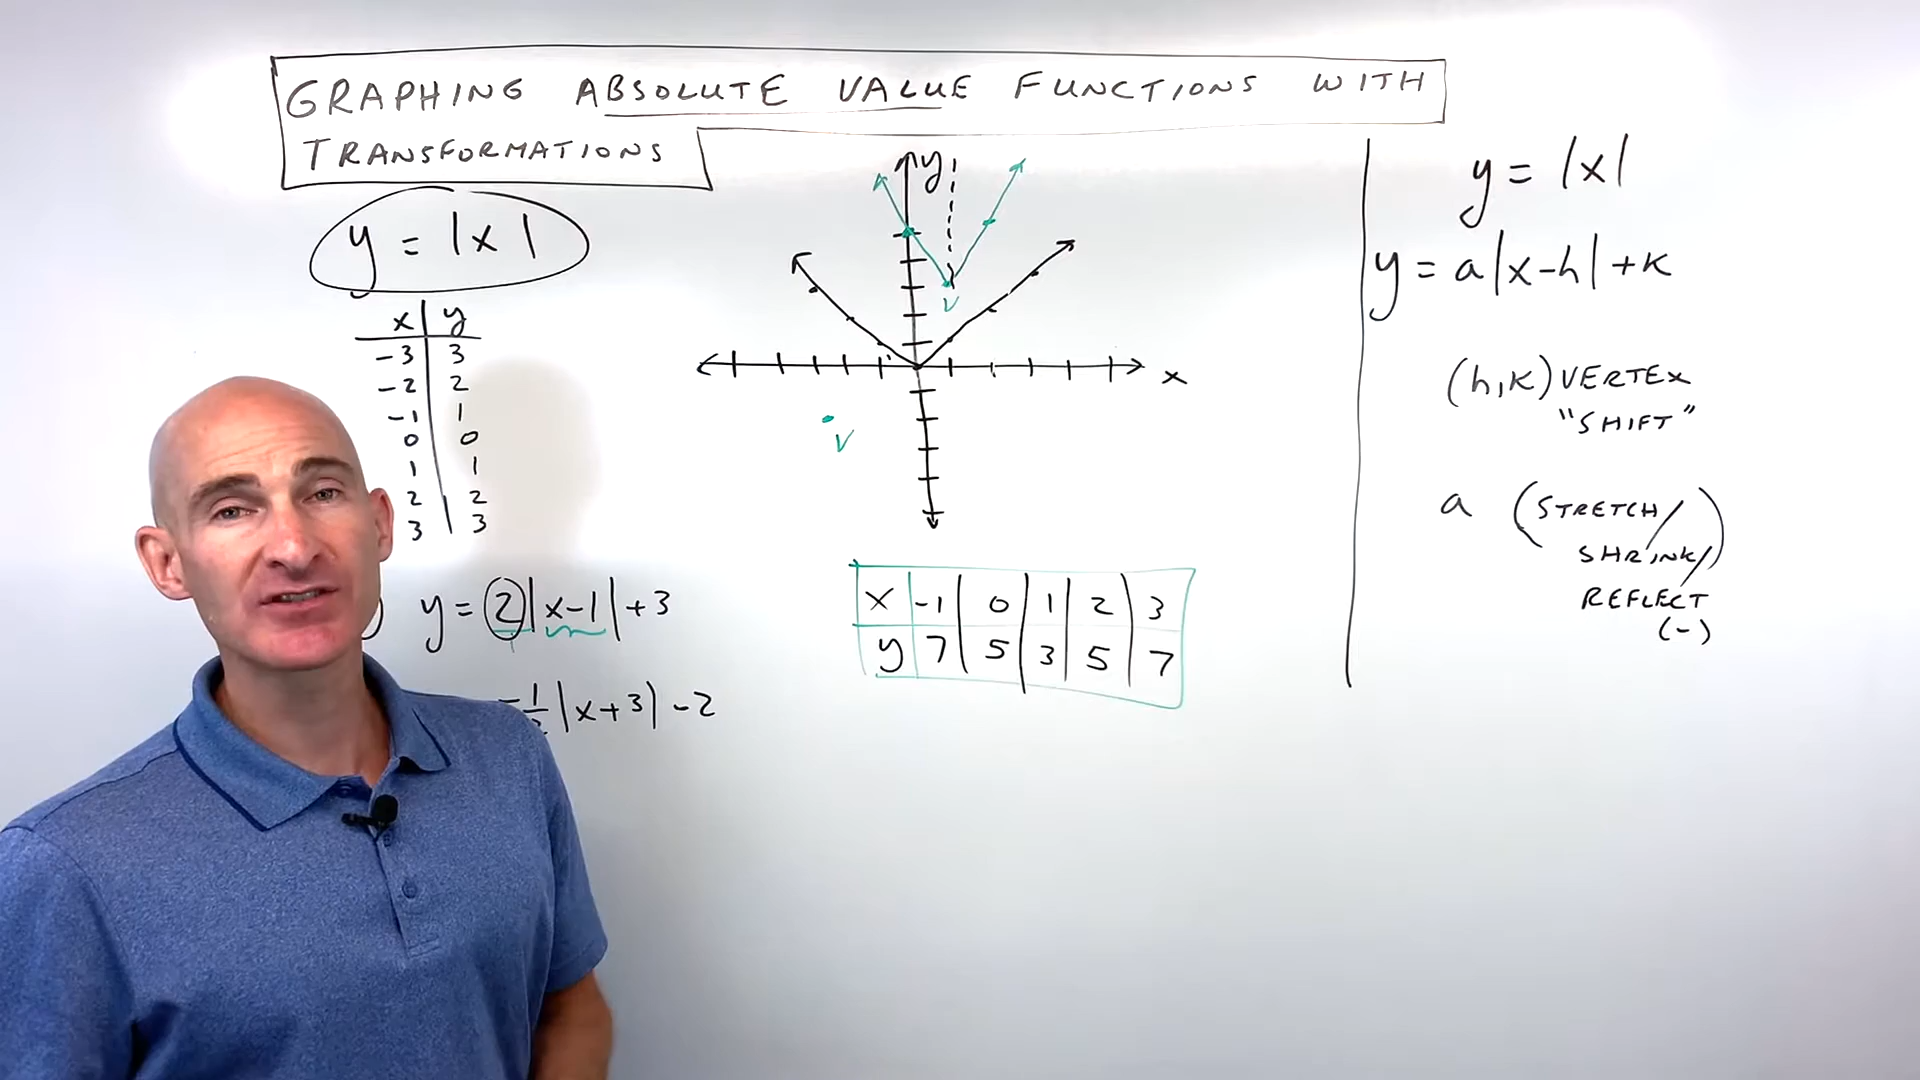 GRAPHING ABSOLUTE VALUE FUNCTIONS WITH
TRANSFORMATIONS
y = |x|
x | y
-3 | 3
-2 | 2
-1 | 1
0 | 0
1 | 1
2 | 2
3 | 3
y = 2|x-1| +3
|x+3| -2
y
x
v
v
x | -1 | 0 | 1 | 2 | 3
y | 7 | 5 | 3 | 5 | 7
y = |x|
y = a|x-h| +k
(h,k) VERTEX
"SHIFT"
a (STRETCH/
SHRINK/)
REFLECT
(-)